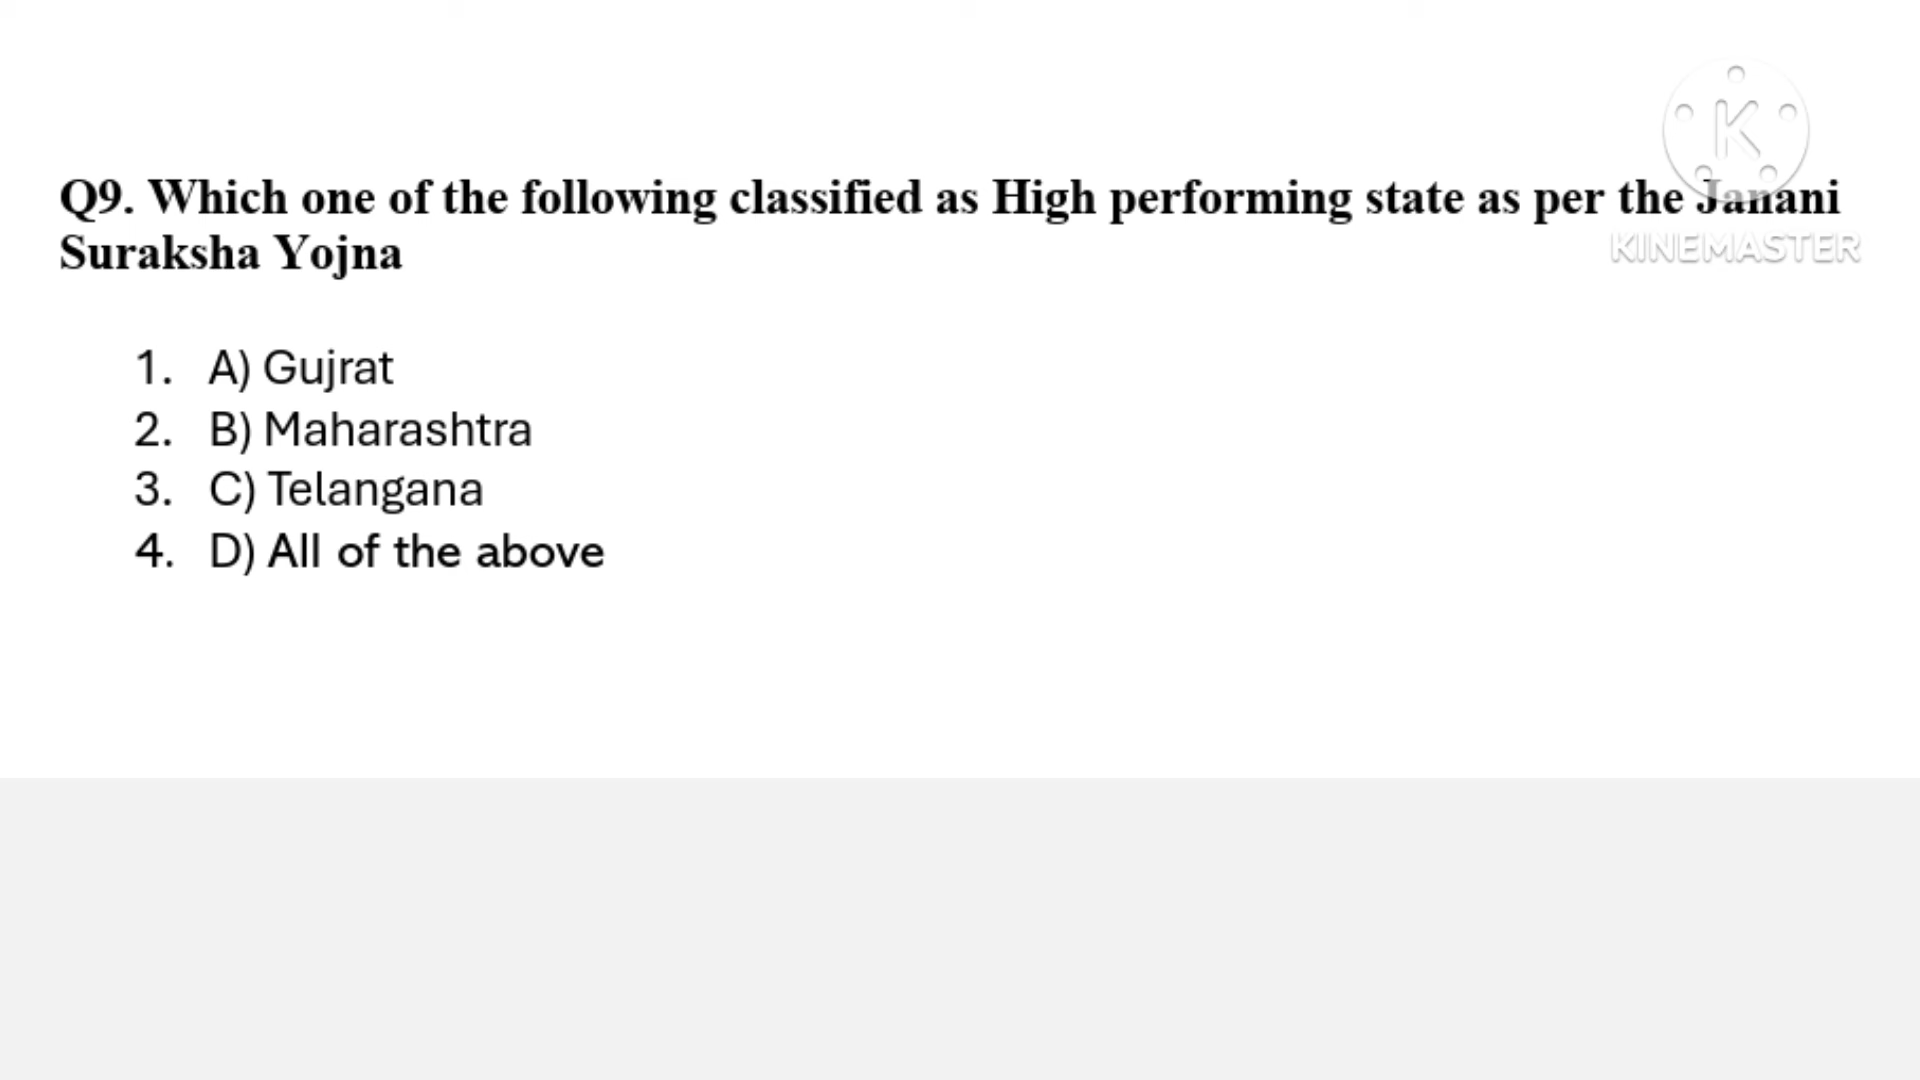 Q9. Which one of the following classified as High performing state as per the Janani
Suraksha Yojna
K
KINEMASTER
1. A) Gujrat
2. B) Maharashtra
3. C) Telangana
4. D) All of the above